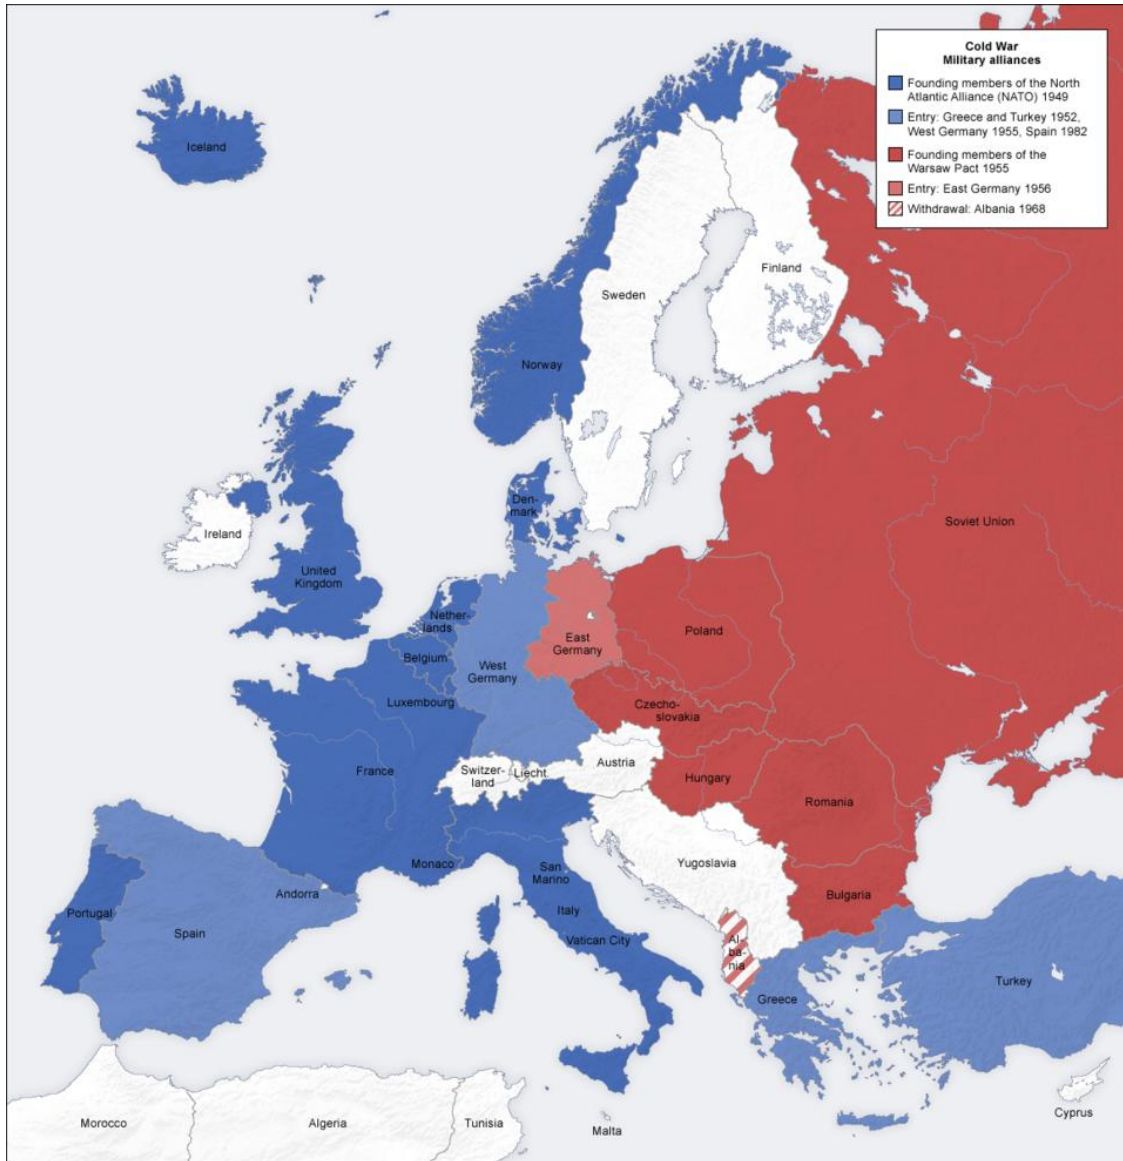 Cold War
Military alliances
Founding members of the North
Atlantic Alliance (NATO) 1949
Entry: Greece and Turkey 1952,
West Germany 1955, Spain 1982
Founding members of the
Warsaw Pact 1955
Entry: East Germany 1956
Withdrawal: Albania 1968
Iceland
Finland
Sweden
Norway
Den-
mark
Soviet Union
Ireland
United
Kingdom
Nether-
lands
Poland
East
Germany
Belgium
West
Germany
Luxembourg
Czecho-
slovakia
Austria
France
Switzer-
land
Liecht
Hungary
Romania
Yugoslavia
Monaco
San
Marino
Andorra
Bulgaria
Portugal
Italy
Spain
Vatican City
Al-
ba-
nia
Turkey
Greece
Cyprus
Morocco
Algeria
Tunisia
Malta